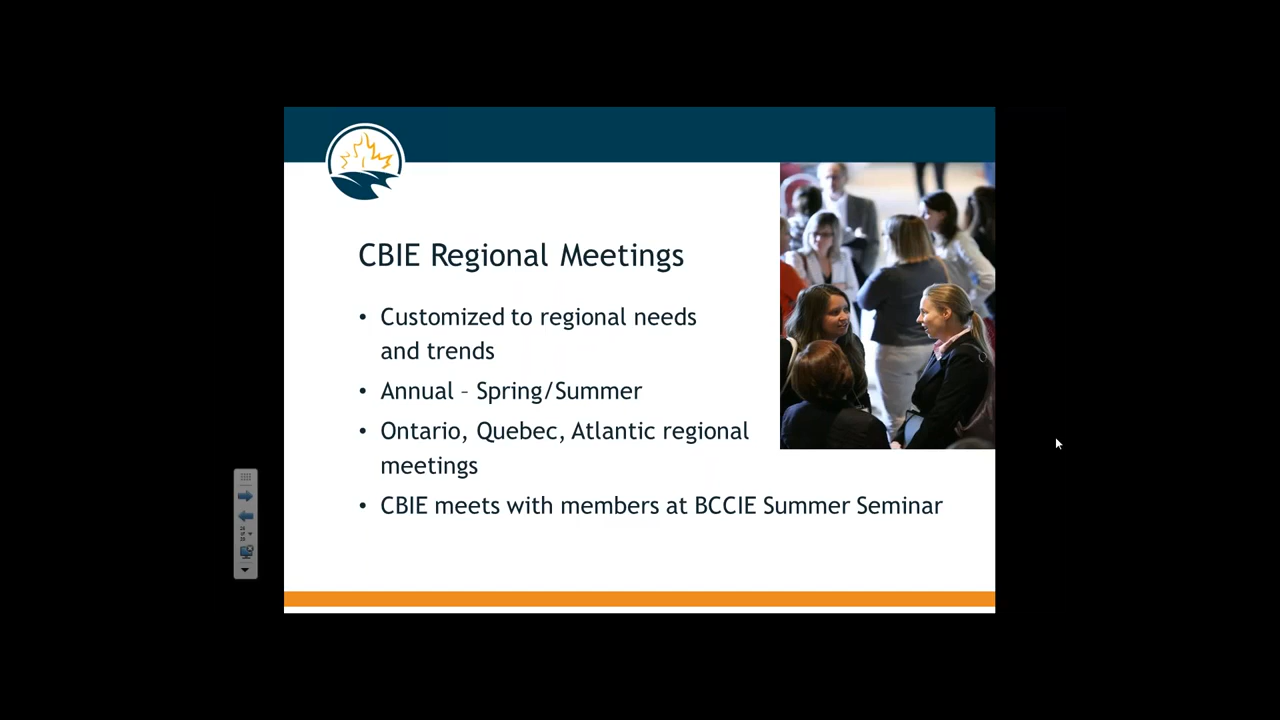 CBIE Regional Meetings
• Customized to regional needs
and trends
• Annual – Spring/Summer
• Ontario, Quebec, Atlantic regional
meetings
• CBIE meets with members at BCCIE Summer Seminar